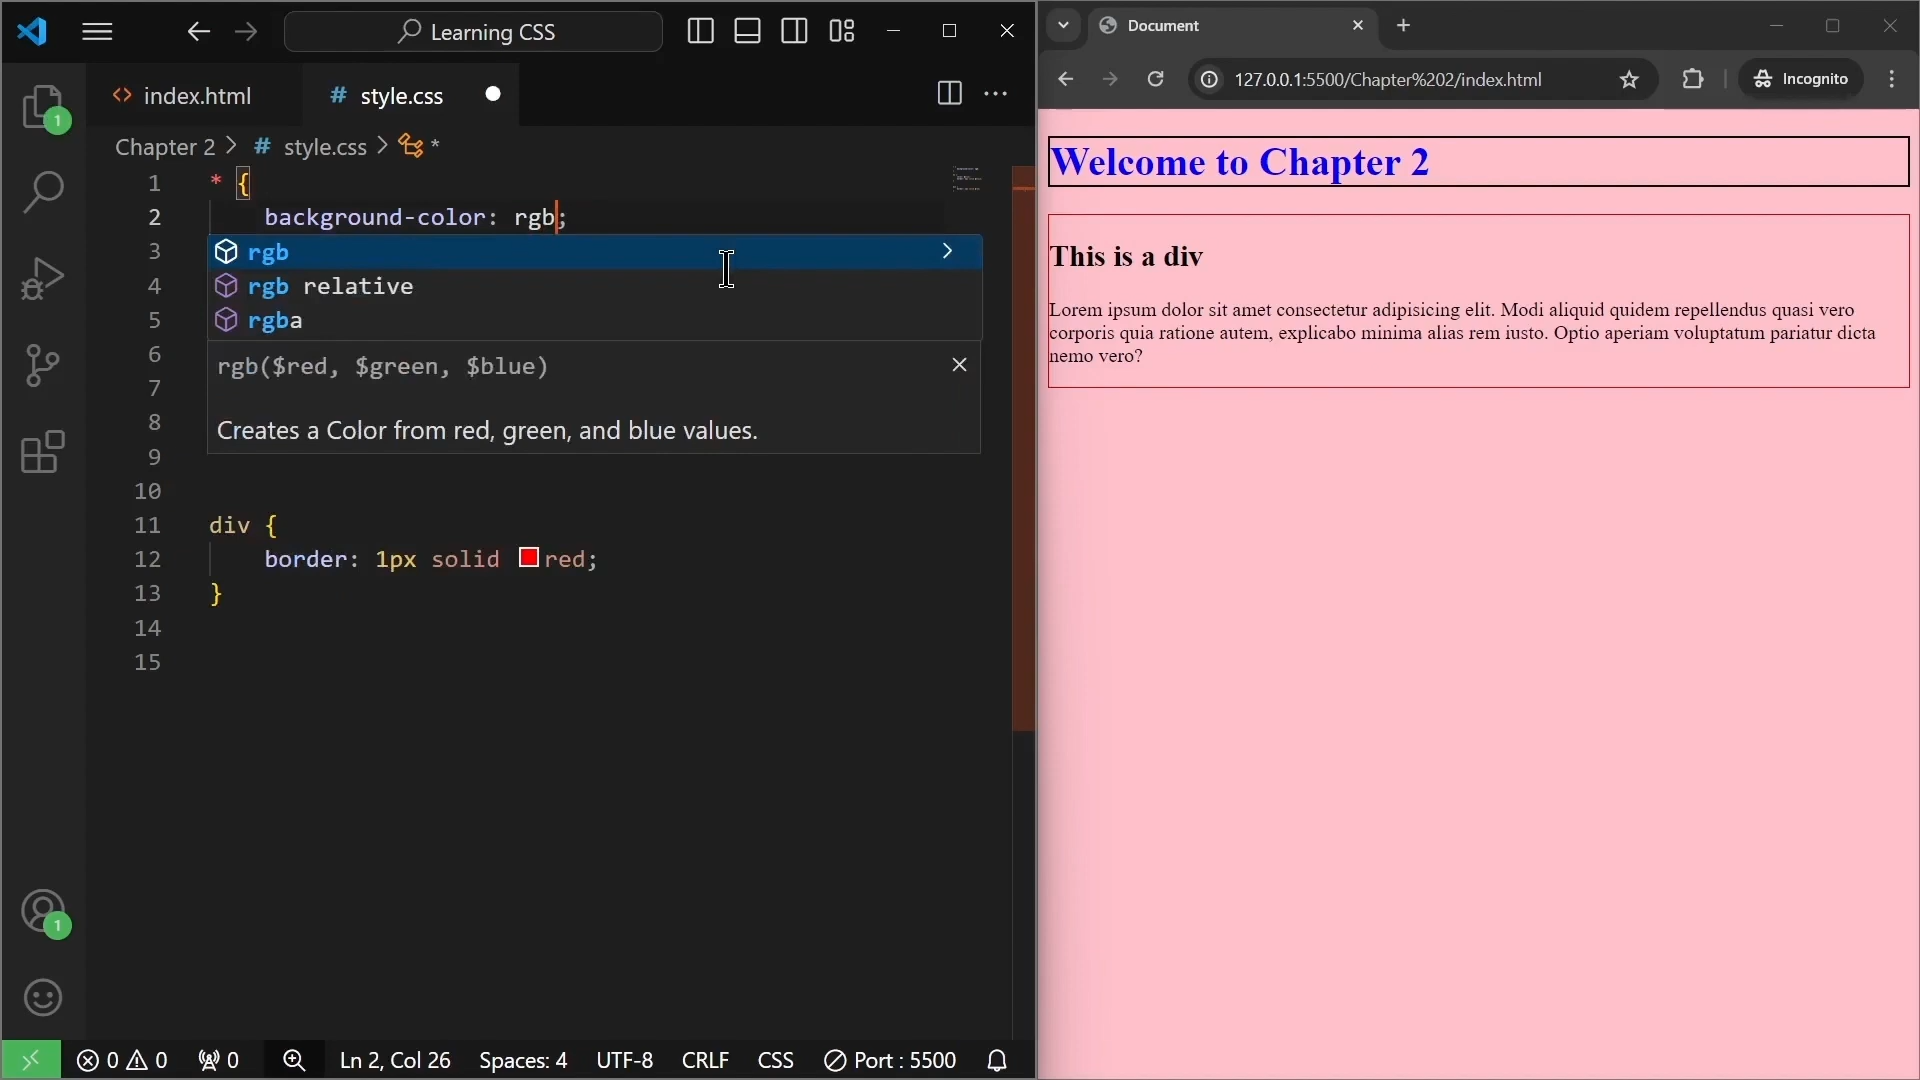 Learning CSS
index.html
# style.css
Chapter 2 > # style.css > *
1 * {
2 background-color: rgb;
3
rgb
4
rgb relative
5
rgba
6
rgb($red, $green, $blue)
7
8
Creates a Color from red, green, and blue values.
9
10
11 div {
12 border: 1px solid red;
13 }
14
15
1
1
0 0 0 Ln 2, Col 26 Spaces: 4 UTF-8 CRLF CSS Port : 5500
Document
127.0.0.1:5500/Chapter%202/index.html
Incognito
Welcome to Chapter 2
This is a div
Lorem ipsum dolor sit amet consectetur adipisicing elit. Modi aliquid quidem repellendus quasi vero
corporis quia ratione autem, explicabo minima alias rem iusto. Optio aperiam voluptatum pariatur dicta
nemo vero?